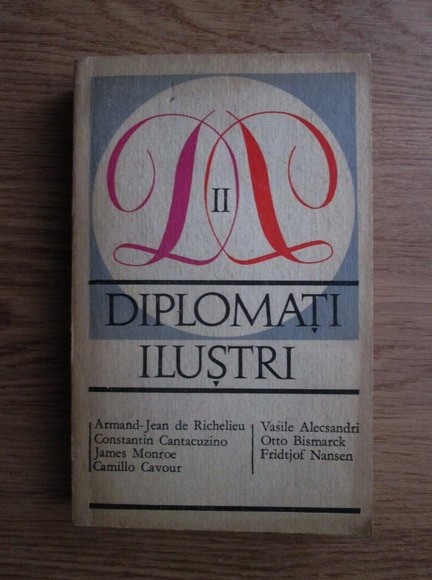 II
DIPLOMAȚI
ILUȘTRI
Armand-Jean de Richelieu
Constantin Cantacuzino
James Monroe
Camillo Cavour
Vasile Alecsandri
Otto Bismarck
Fridtjof Nansen